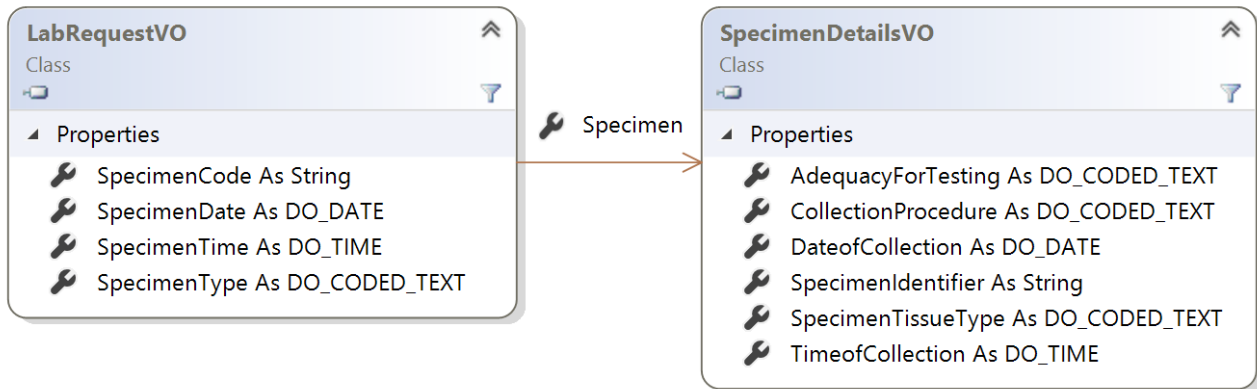 LabRequestVO
Class
Properties
SpecimenCode As String
SpecimenDate As DO_DATE
SpecimenTime As DO_TIME
SpecimenType As DO_CODED_TEXT
Specimen
SpecimenDetailsVO
Class
Properties
AdequacyForTesting As DO_CODED_TEXT
CollectionProcedure As DO_CODED_TEXT
DateofCollection As DO_DATE
SpecimenIdentifier As String
SpecimenTissueType As DO_CODED_TEXT
TimeofCollection As DO_TIME